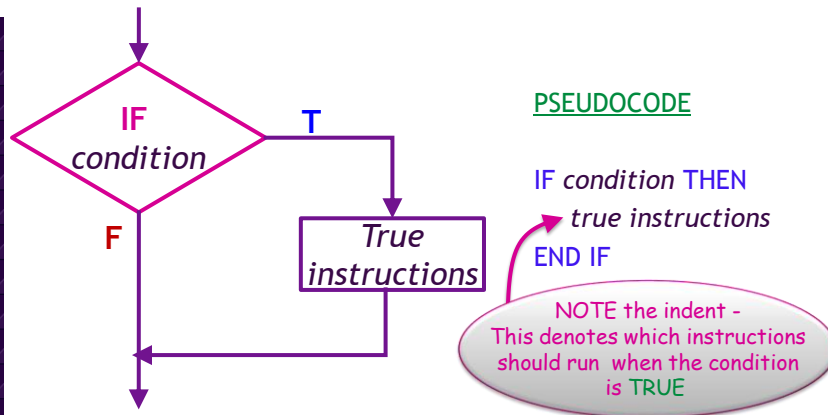 IF
condition
T
F
True
instructions
PSEUDOCODE
IF condition THEN
true instructions
END IF
NOTE the indent -
This denotes which instructions
should run when the condition
is TRUE